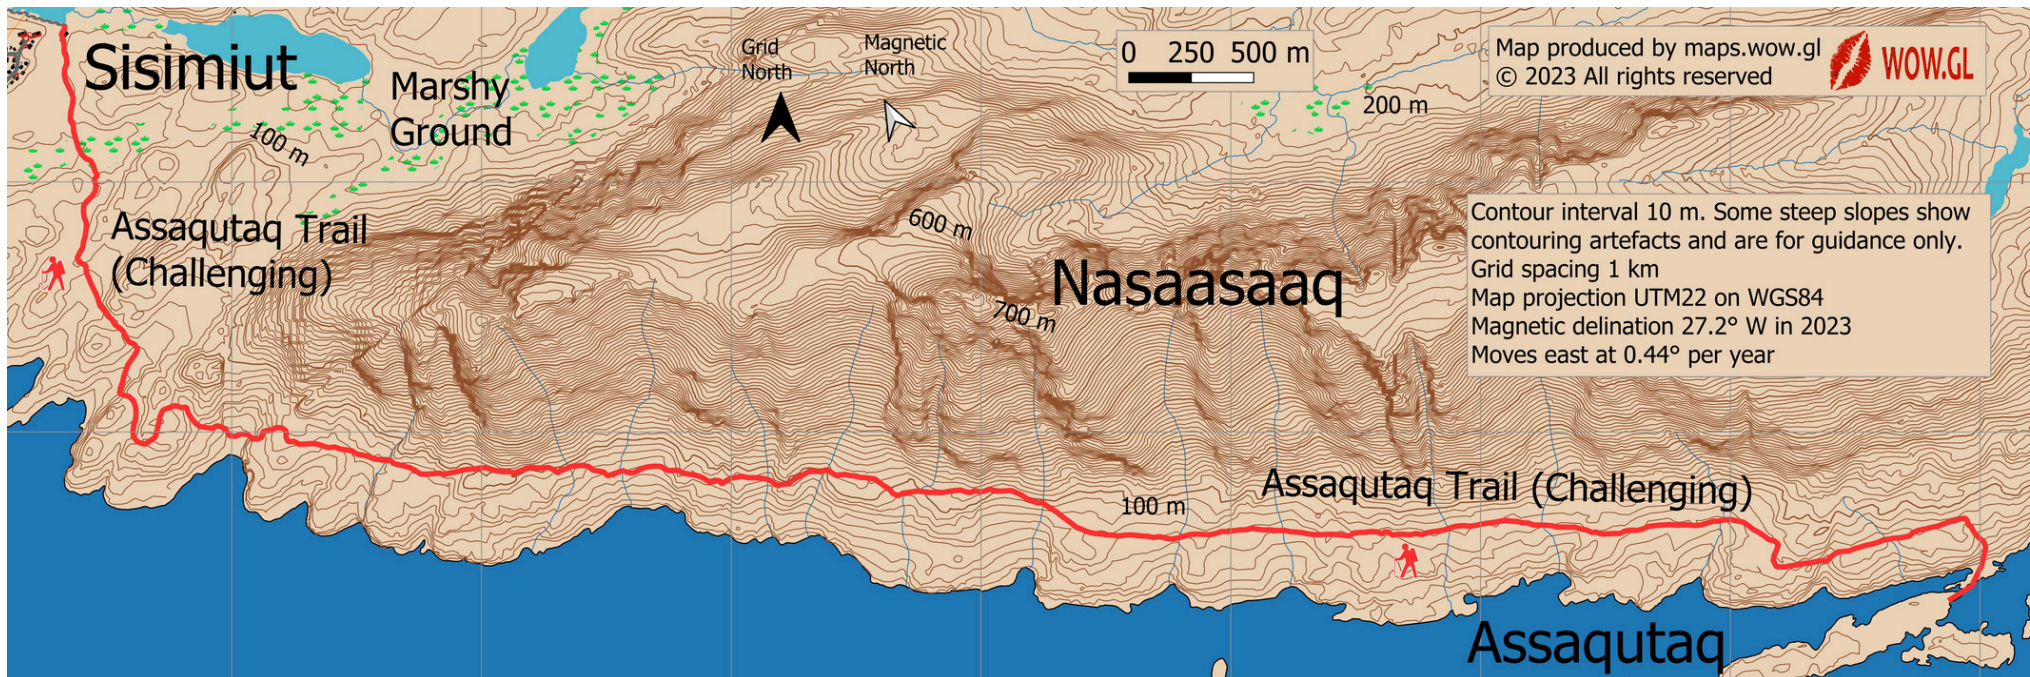 Sisimiut
Marshy
Ground
Grid
North
Magnetic
North
0 250 500 m
Map produced by maps.wow.gl
© 2023 All rights reserved
WOW.GL
200 m
100 m
Assaqutaq Trail
(Challenging)
600 m
Nasaasaaq
700 m
Contour interval 10 m. Some steep slopes show
contouring artefacts and are for guidance only.
Grid spacing 1 km
Map projection UTM22 on WGS84
Magnetic delination 27.2° W in 2023
Moves east at 0.44° per year
100 m
Assaqutaq Trail (Challenging)
Assaqutaq